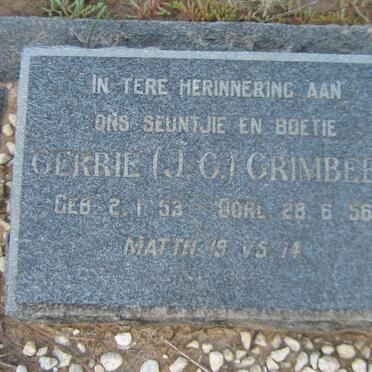 IN TERE HERINNERING AAN
ONS SEUNTJIE EN BOETIE
GERRIE (J. G.)
GEB. 2. 1. 53 – OORL. 28. 6. 56
MATTH. 19 VS. 14.